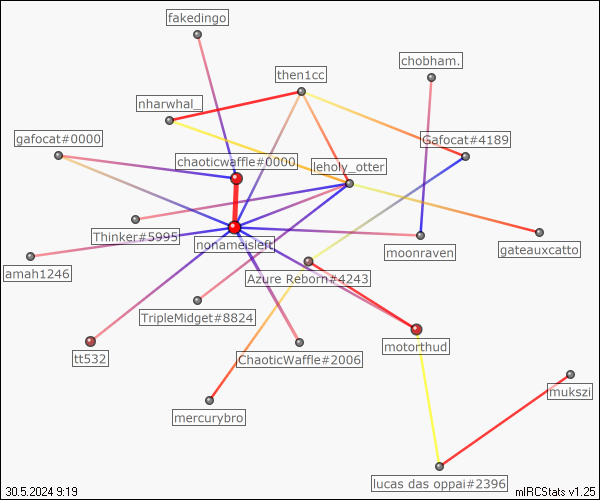 fakedingo
chobham.
then1cc
nharwhal_
gafocat#0000
Gafocat#4189
chaoticwaffle#0000
leholy_otter
Thinker#5995
nonameisleft
moonraven
gateauxcatto
amah1246
Azure Reborn#4243
TripleMidget#8824
motorthud
tt532
ChaoticWaffle#2006
mukszi
mercurybro
lucas das oppai#2396
30.5.2024 9:19
mIRCStats v1.25